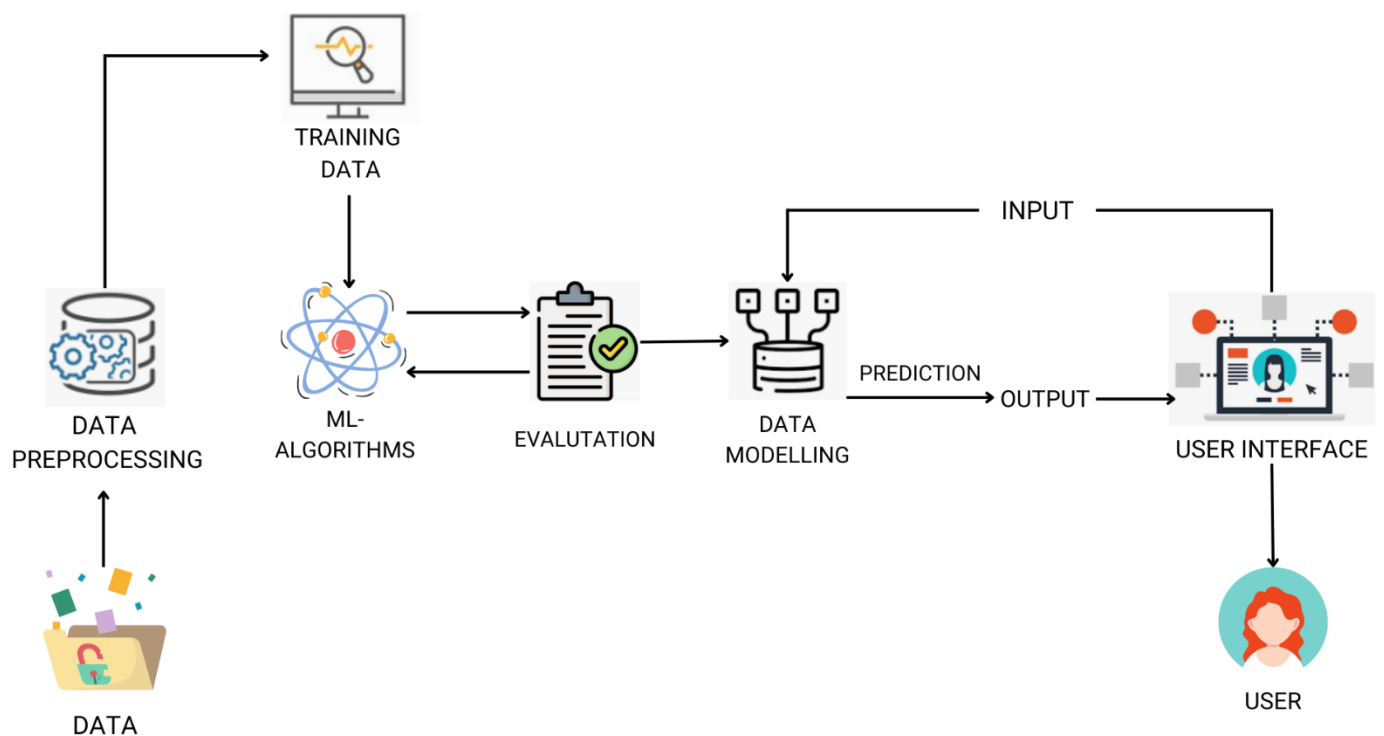 TRAINING
DATA
INPUT
PREDICTION
OUTPUT
DATA
PREPROCESSING
ML-
ALGORITHMS
EVALUTATION
DATA
MODELLING
USER INTERFACE
DATA
USER